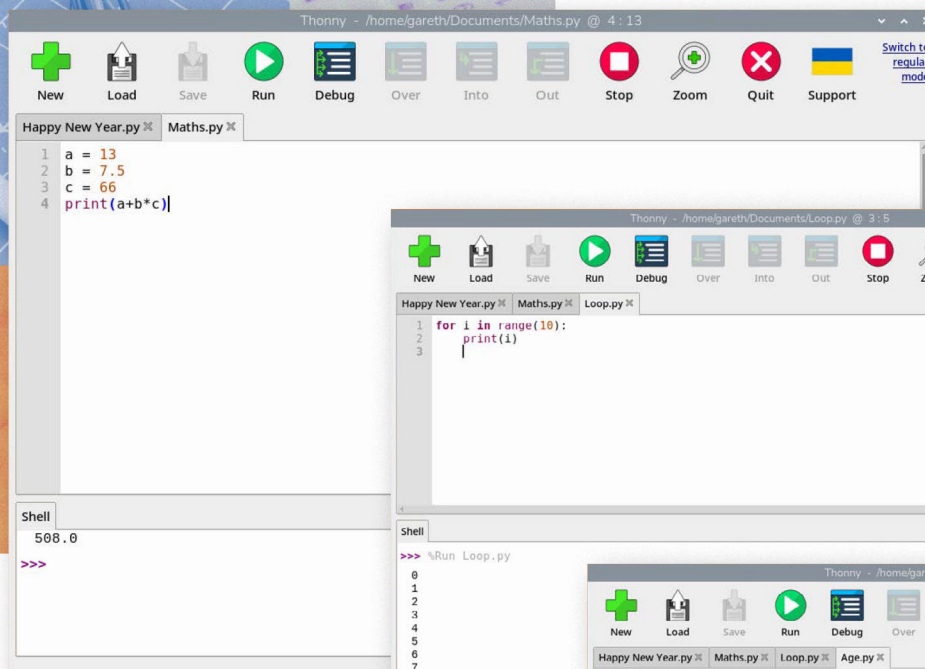 Thonny - /home/gareth/Documents/Maths.py @ 4:13
New Load Save Run Debug Over Into Out Stop Zoom Quit Support
Switch to
regula
mode
Happy New Year.py Maths.py
1 a = 13
2 b = 7.5
3 c = 66
4 print(a+b*c)
Shell
508.0
>>>
Thonny - /home/gareth/Documents/Loop.py @ 3:5
New Load Save Run Debug Over Into Out Stop Z
Happy New Year.py Maths.py Loop.py
1 for i in range(10):
2 print(i)
3
Shell
>>> %Run Loop.py
0
1
2
3
4
5
6
7
Thonny - /home/gar
New Load Save Run Debug Over
Happy New Year.py Maths.py Loop.py Age.py